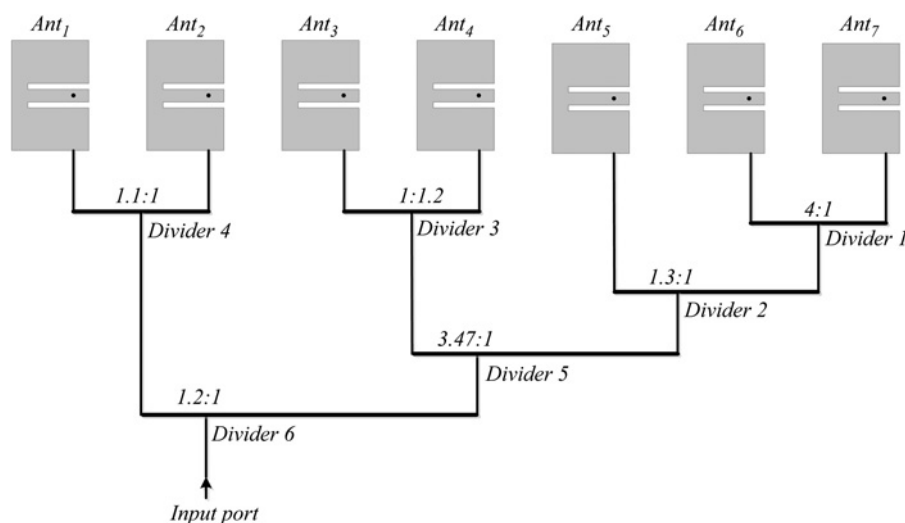 Ant1 Ant2 Ant3 Ant4 Ant5 Ant6 Ant7
1.1:1 1:1.2 4:1
Divider 4 Divider 3 Divider 1
1.3:1
Divider 2
3.47:1
Divider 5
1.2:1
Divider 6
Input port